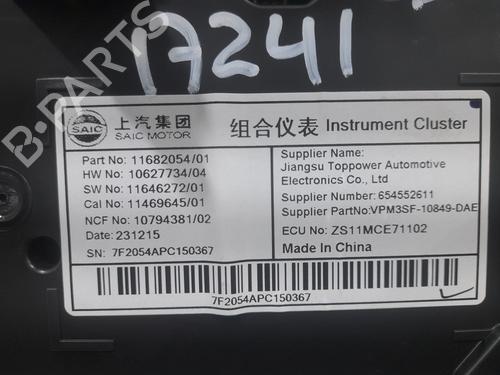 17241
B-PARTS
SAIC
上汽集团
SAIC MOTOR
组合仪表 Instrument Cluster
Part No: 11682054/01
HW No: 10627734/04
SW No: 11646272/01
Cal No: 11469645/01
NCF No: 10794381/02
Date: 231215
SN: 7F2054APC150367
Supplier Name:
Jiangsu Toppower Automotive
Electronics Co., Ltd
Supplier Number: 654552611
Supplier PartNo:VPM3SF-10849-DAE
ECU No: ZS11MCE71102
Made In China
7F2054APC150367